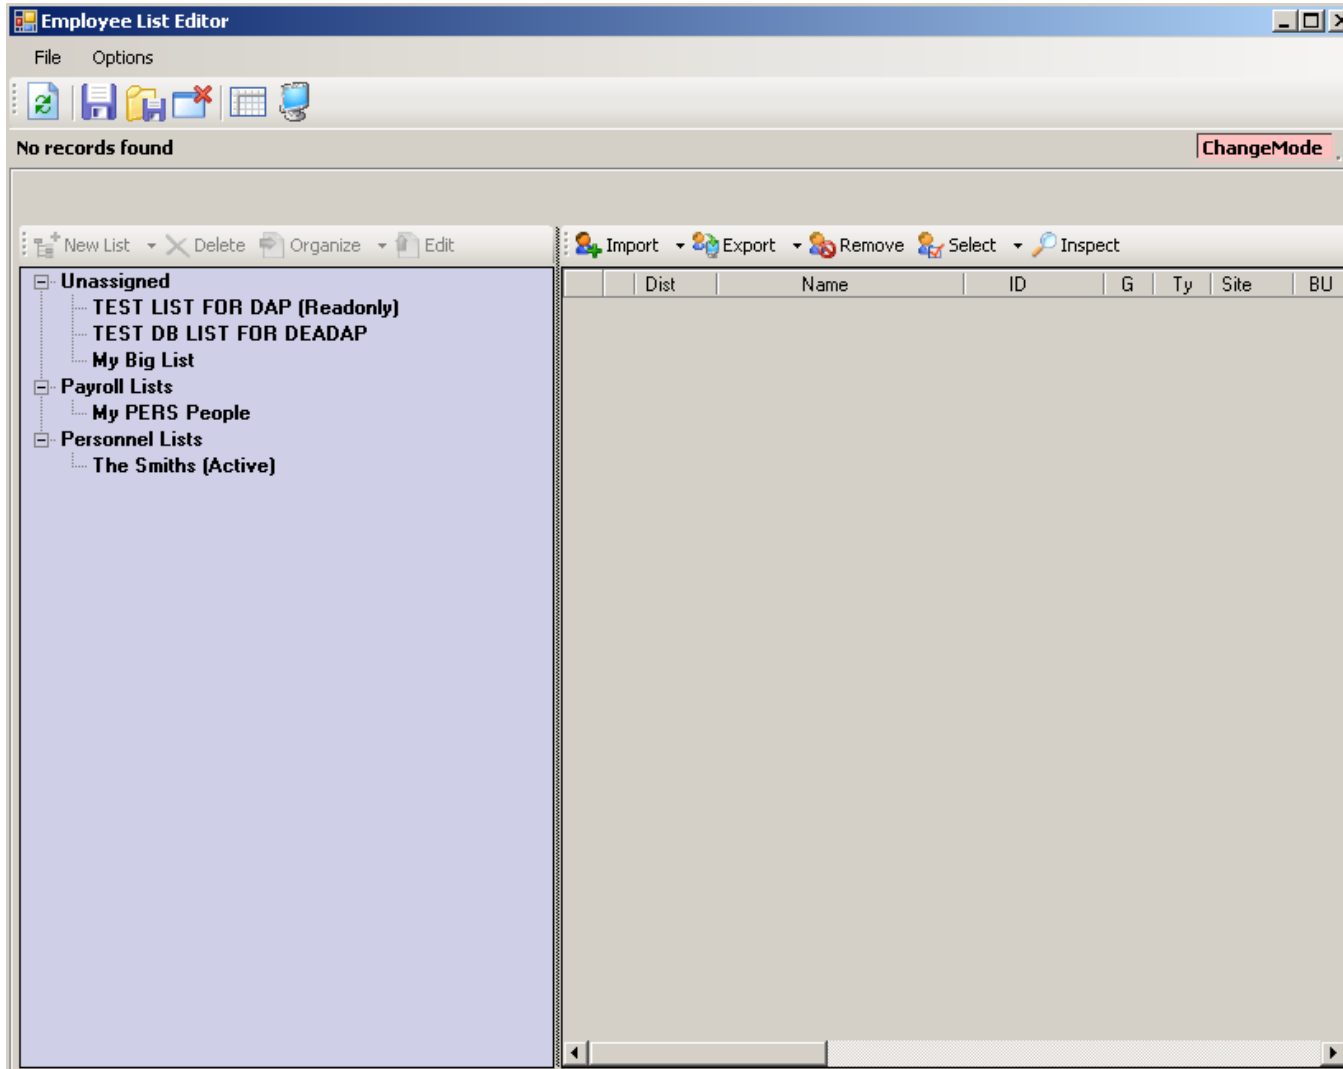 Employee List Editor
File Options
No records found ChangeMode
New List Delete Organize Edit Import Export Remove Select Inspect
Dist Name ID G Ty Site BU
Unassigned
TEST LIST FOR DAP (Readonly)
TEST DB LIST FOR DEADAP
My Big List
Payroll Lists
My PERS People
Personnel Lists
The Smiths (Active)